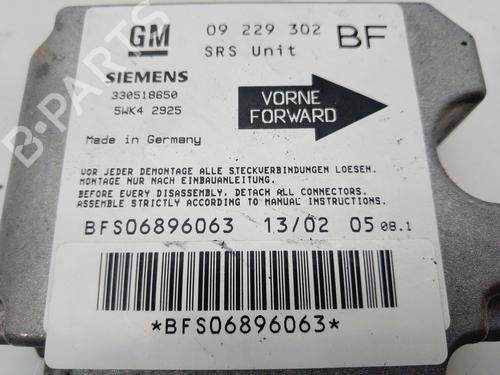 GM 09 229 302 BF
SRS Unit
SIEMENS
330518650
5WK4 2925
VORNE
FORWARD
Made in Germany
VOR JEDER DEMONTAGE ALLE STECKVERBINDUNGEN LOESEN.
MONTAGE NUR NACH EINBAUANLEITUNG.
BEFORE EVERY DISASSEMBLY, DETACH ALL CONNECTORS.
ASSEMBLE STRICTLY ACCORDING TO MANUAL INSTRUCTIONS.
BFS06896063 13/02 05 08.1
*BFS06896063*
B-PARTS